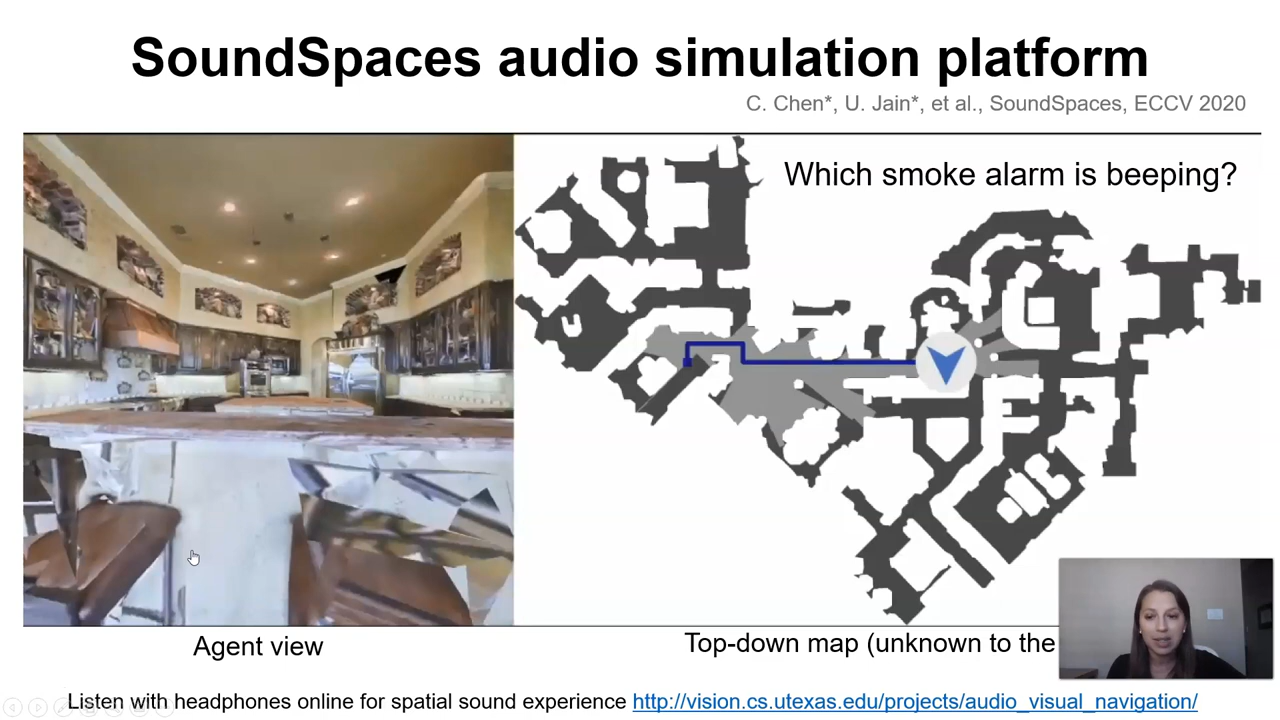 SoundSpaces audio simulation platform
C. Chen*, U. Jain*, et al., SoundSpaces, ECCV 2020
Which smoke alarm is beeping?
Agent view
Top-down map (unknown to the
Listen with headphones online for spatial sound experience http://vision.cs.utexas.edu/projects/audio_visual_navigation/